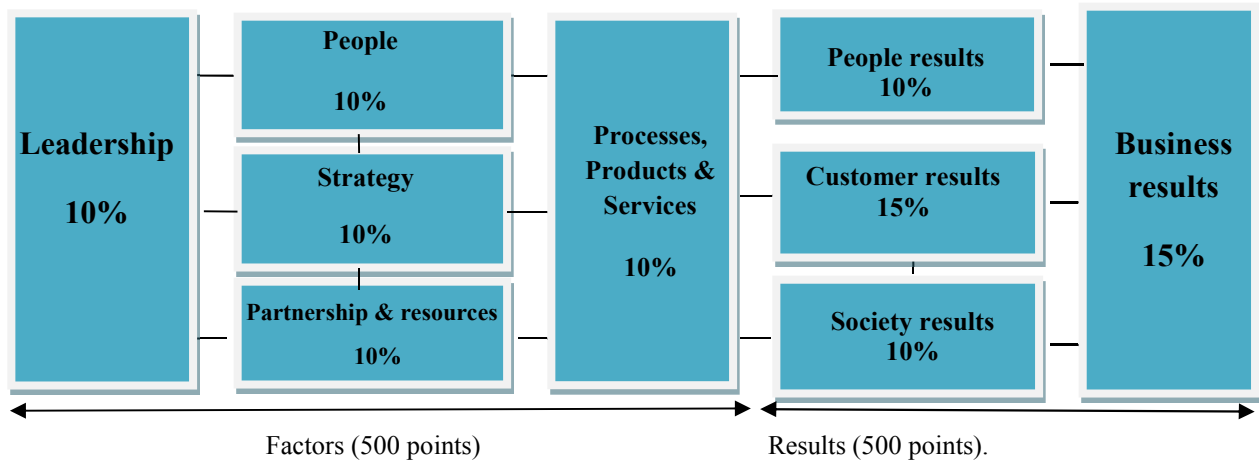 Leadership
10%
People
10%
Strategy
10%
Partnership & resources
10%
Processes,
Products &
Services
10%
People results
10%
Customer results
15%
Society results
10%
Business
results
15%
Factors (500 points)
Results (500 points).